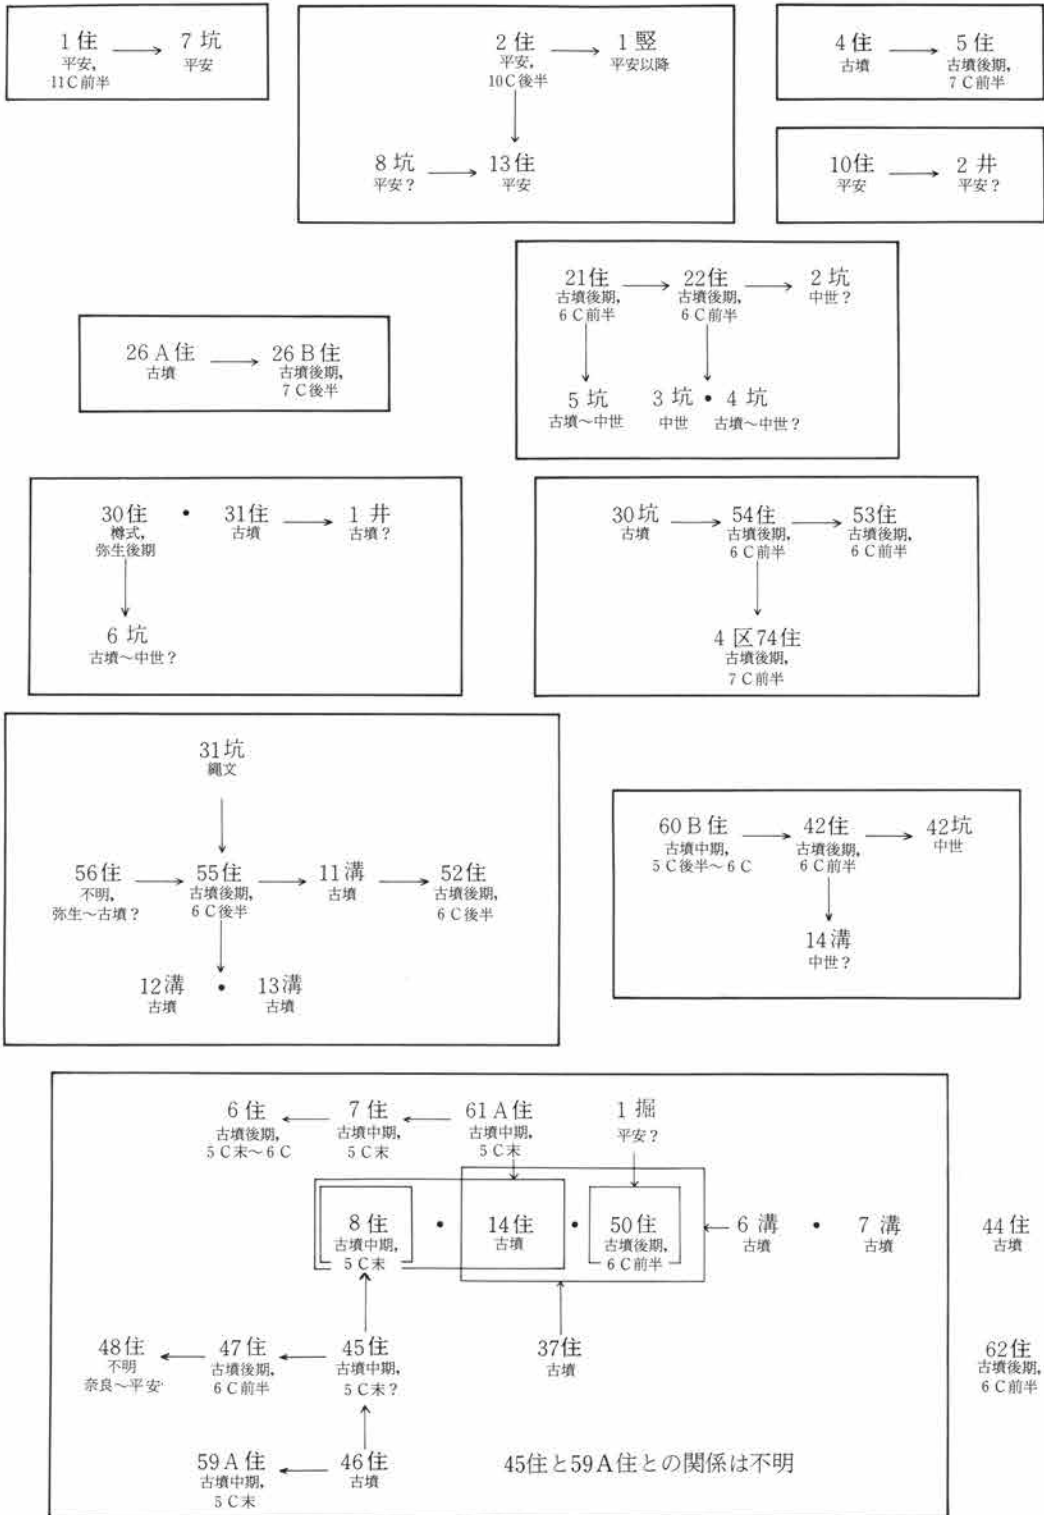 1住 → 7坑
平安, 平安
11C前半
2住 → 1竪
平安, 平安以降
10C後半
8坑 → 13住
平安? 平安
4住 → 5住
古墳 古墳後期,
7C前半
10住 → 2井
平安 平安?
21住 → 22住 → 2坑
古墳後期, 古墳後期, 中世?
6C前半 6C前半
5坑 3坑・4坑
古墳～中世 中世 古墳～中世?
26A住 → 26B住
古墳 古墳後期,
7C後半
30住・31住 → 1井
樽式, 古墳 古墳?
弥生後期
6坑
古墳～中世?
30坑 → 54住 → 53住
古墳 古墳後期, 古墳後期,
6C前半 6C前半
4区74住
古墳後期,
7C前半
31坑
縄文
56住 → 55住 → 11溝 → 52住
不明, 古墳後期, 古墳 古墳後期,
弥生～古墳? 6C後半 6C後半
12溝・13溝
古墳 古墳
60B住 → 42住 → 42坑
古墳中期, 古墳後期, 中世
5C後半～6C 6C前半
14溝
中世?
6住 ← 7住 ← 61A住 1掘
古墳後期, 古墳中期, 古墳中期, 平安?
5C末～6C 5C末 5C末
8住・14住・50住 ← 6溝・7溝 44住
古墳中期, 古墳 古墳後期, 古墳 古墳 古墳
5C末 6C前半
48住 ← 47住 ← 45住 37住 62住
不明 古墳後期, 古墳中期, 古墳 古墳後期,
奈良～平安 6C前半 5C末? 6C前半
59A住 ← 46住 45住と59A住との関係は不明
古墳中期, 古墳
5C末